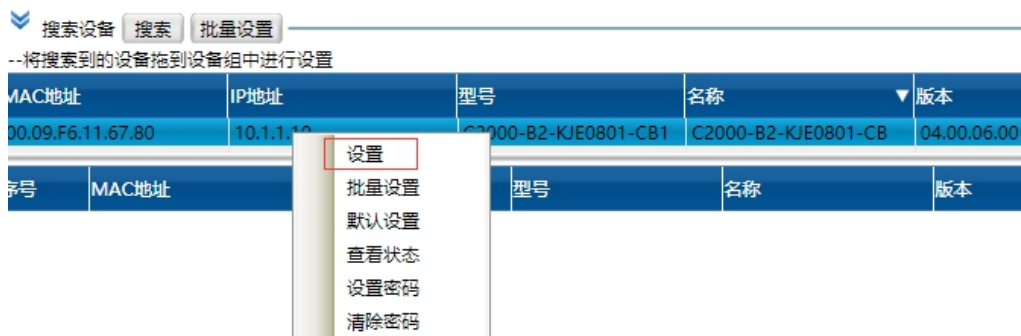 搜索设备 搜索 批量设置
--将搜索到的设备拖到设备组中进行设置
MAC地址 IP地址 型号 名称 版本
00.09.F6.11.67.80 10.1.1.10 C2000-B2-KJE0801-CB1 C2000-B2-KJE0801-CB 04.00.06.00
设置
序号 MAC地址 型号 名称 版本
批量设置
默认设置
查看状态
设置密码
清除密码